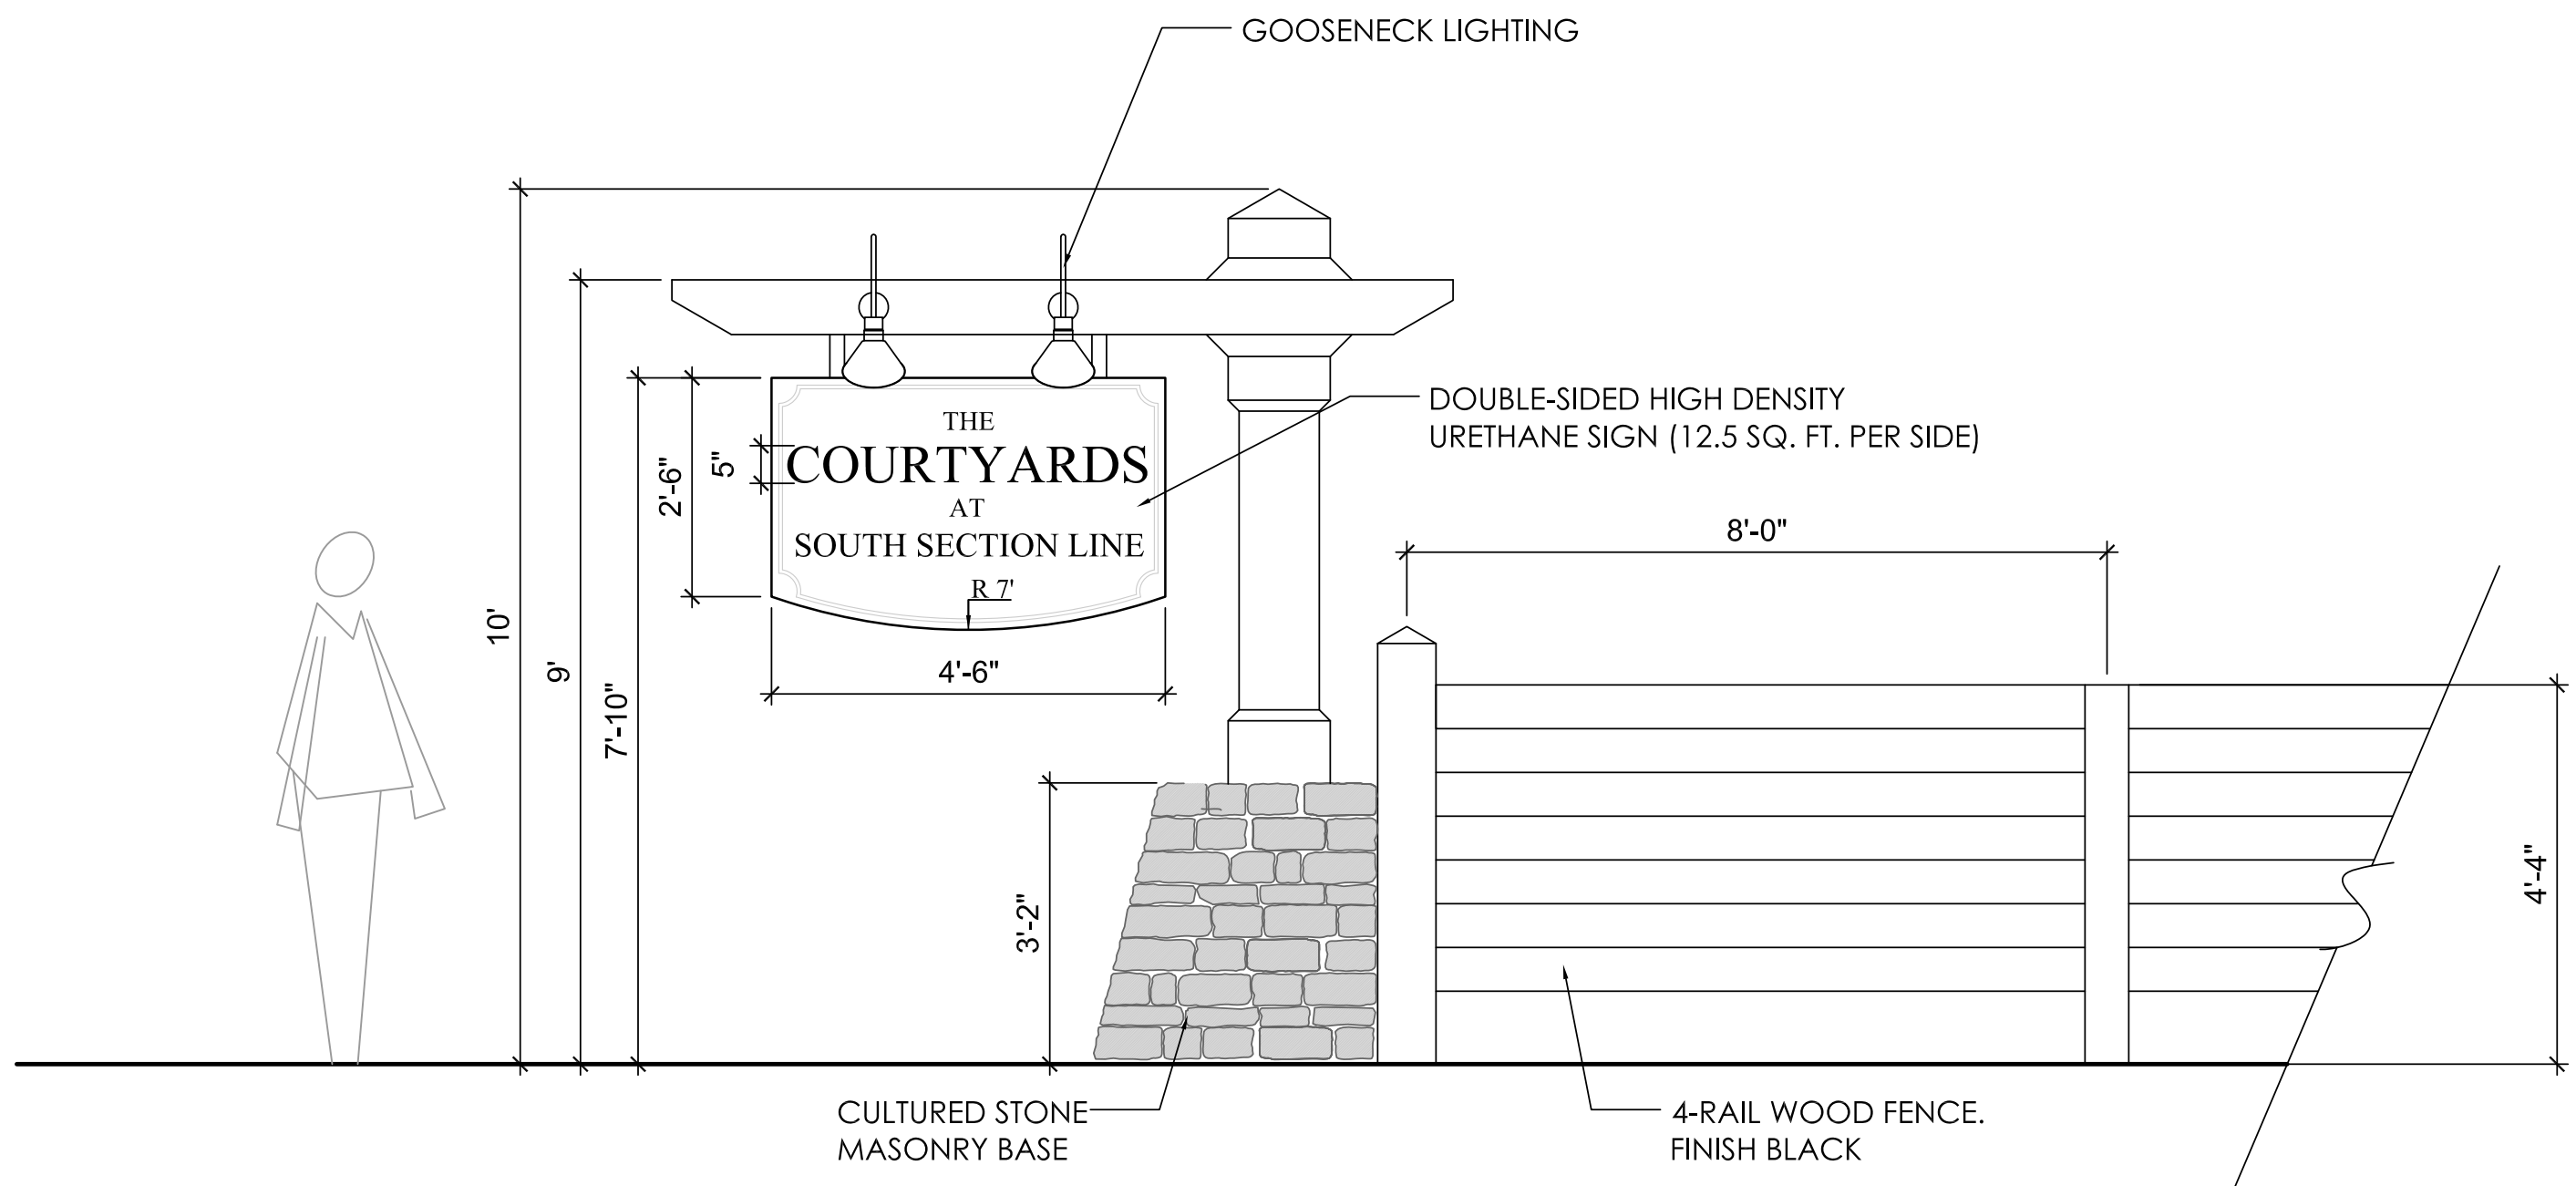 GOOSENECK LIGHTING
THE
COURTYARDS
AT
SOUTH SECTION LINE
R 7'
DOUBLE-SIDED HIGH DENSITY
URETHANE SIGN (12.5 SQ. FT. PER SIDE)
10'
9'
7'-10"
2'-6"
5"
4'-6"
8'-0"
3'-2"
4'-4"
CULTURED STONE
MASONRY BASE
4-RAIL WOOD FENCE.
FINISH BLACK